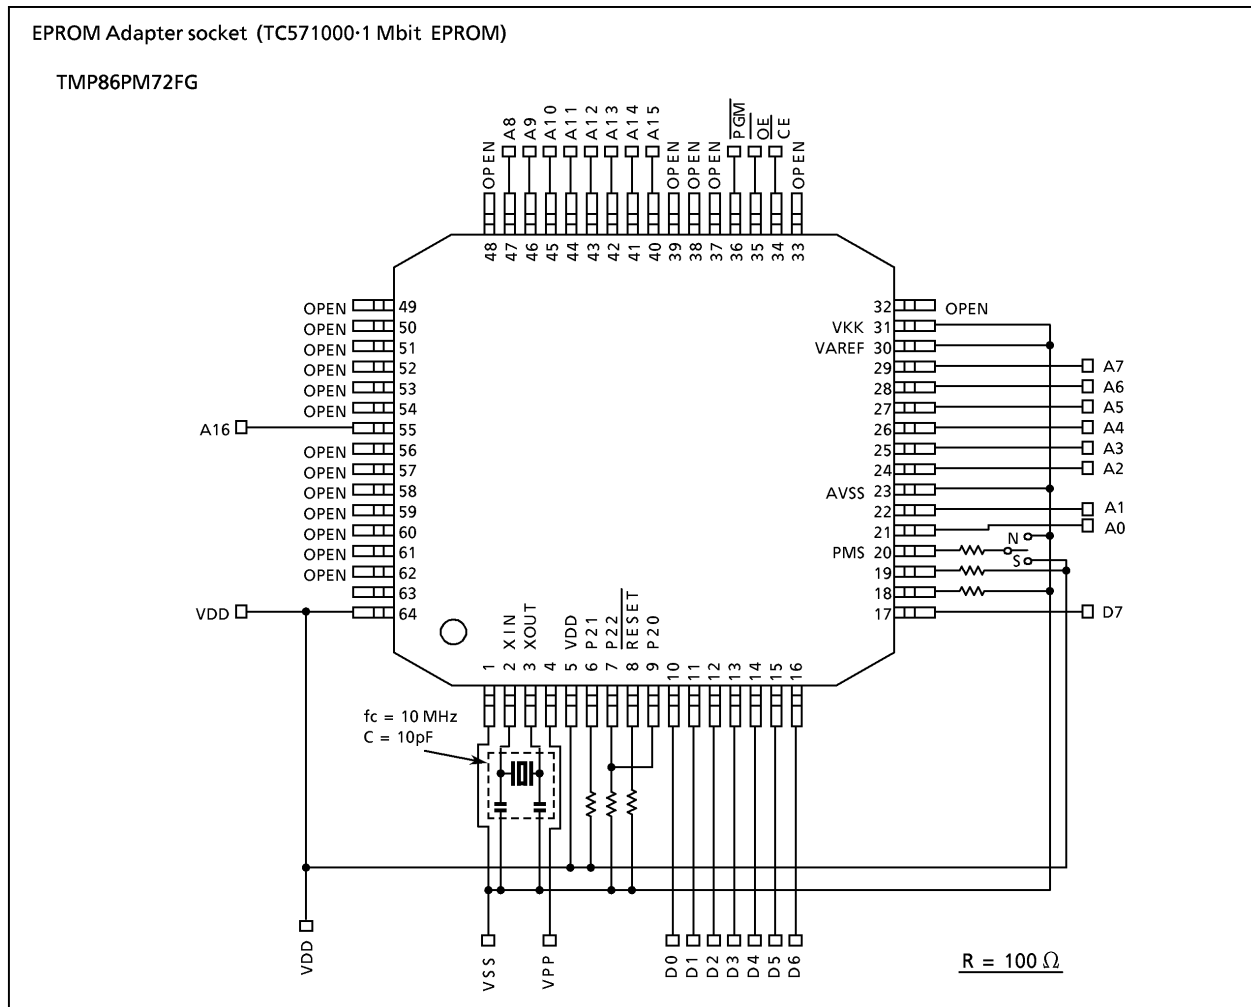 EPROM Adapter socket (TC571000·1 Mbit EPROM)
TMP86PM72FG
OPEN A8 A9 A10 A11 A12 A13 A14 A15 OPEN OPEN OPEN PGM OE CE OPEN
48 47 46 45 44 43 42 41 40 39 38 37 36 35 34 33
OPEN 49
OPEN 50
OPEN 51
OPEN 52
OPEN 53
OPEN 54
A16 55
OPEN 56
OPEN 57
OPEN 58
OPEN 59
OPEN 60
OPEN 61
OPEN 62
63
VDD 64
32 OPEN
VKK 31
VAREF 30
29 A7
28 A6
27 A5
26 A4
25 A3
24 A2
AVSS 23
22 A1
21 A0
N
PMS 20
S
19
18
17 D7
XIN XOUT VDD P21 P22 RESET P20
1 2 3 4 5 6 7 8 9 10 11 12 13 14 15 16
fc = 10 MHz
C = 10pF
VDD VSS VPP D0 D1 D2 D3 D4 D5 D6
R = 100 Ω